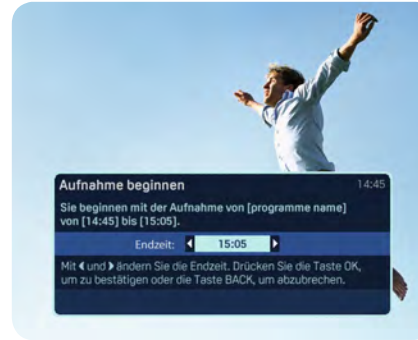 Aufnahme beginnen 14:45
Sie beginnen mit der Aufnahme von [programme name]
von [14:45] bis [15:05].
Endzeit: 15:05
Mit ◀ und ▶ ändern Sie die Endzeit. Drücken Sie die Taste OK,
um zu bestätigen oder die Taste BACK, um abzubrechen.